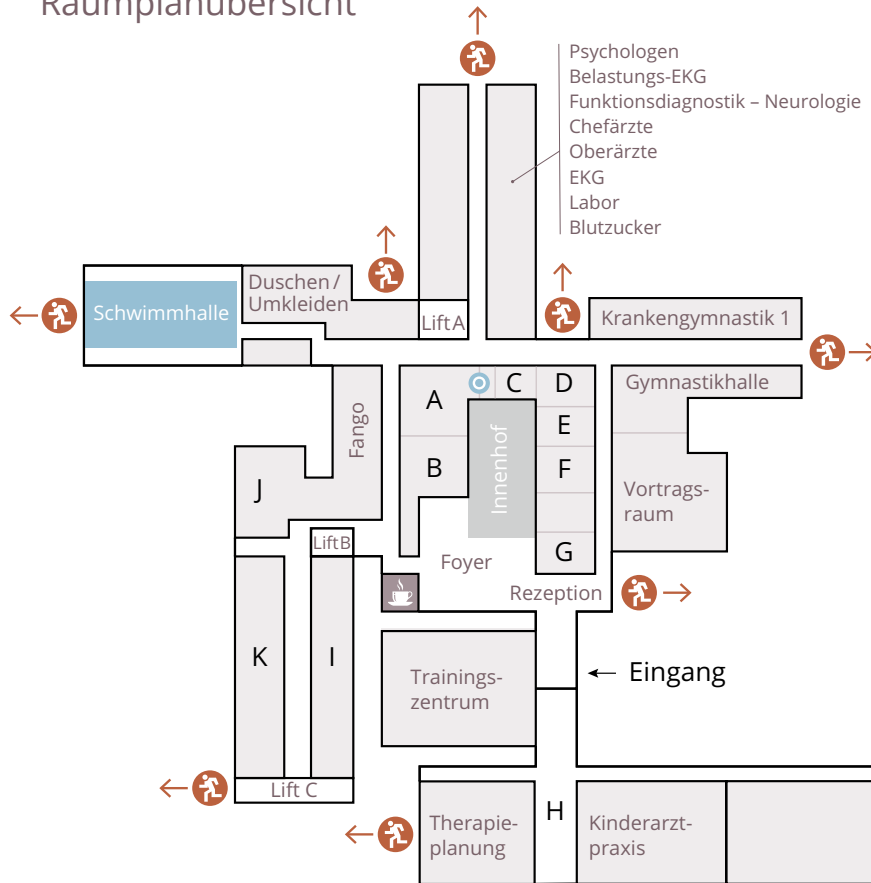 Raumplanübersicht
Psychologen
Belastungs-EKG
Funktionsdiagnostik – Neurologie
Chefärzte
Oberärzte
EKG
Labor
Blutzucker
Duschen /
Umkleiden
Schwimmhalle
Lift A
Krankengymnastik 1
A
C
D
Gymnastikhalle
Fango
E
Innenhof
B
F
J
Vortrags-
raum
Lift B
G
Foyer
Rezeption
K
I
Eingang
Trainings-
zentrum
Lift C
H
Therapie-
planung
Kinderarzt-
praxis